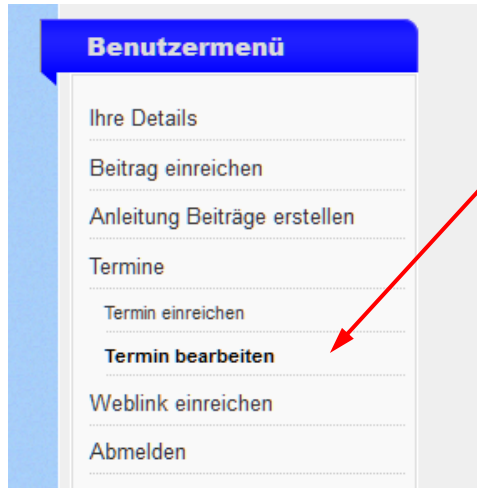 Benutzermenü
Ihre Details
Beitrag einreichen
Anleitung Beiträge erstellen
Termine
Termin einreichen
Termin bearbeiten
Weblink einreichen
Abmelden